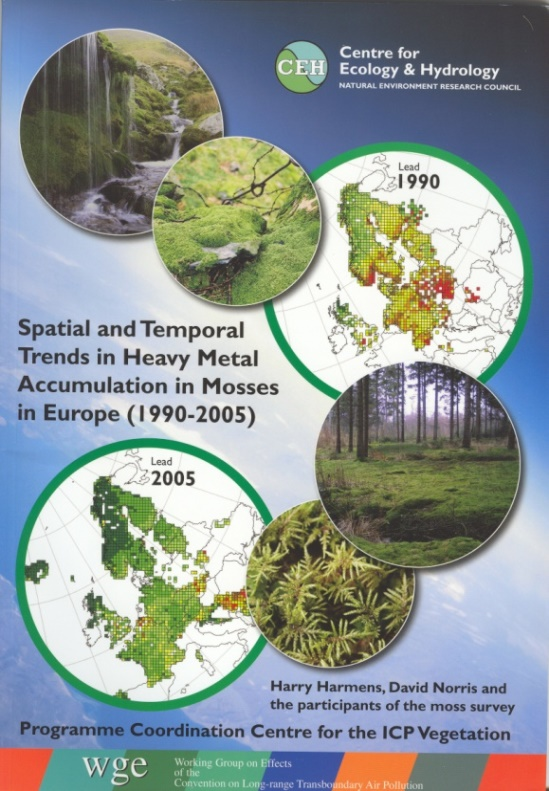 CEH
Centre for
Ecology & Hydrology
NATURAL ENVIRONMENT RESEARCH COUNCIL
Lead
1990
Spatial and Temporal
Trends in Heavy Metal
Accumulation in Mosses
in Europe (1990-2005)
Lead
2005
Harry Harmens, David Norris and
the participants of the moss survey
Programme Coordination Centre for the ICP Vegetation
wge
Working Group on Effects
of the
Convention on Long-range Transboundary Air Pollution